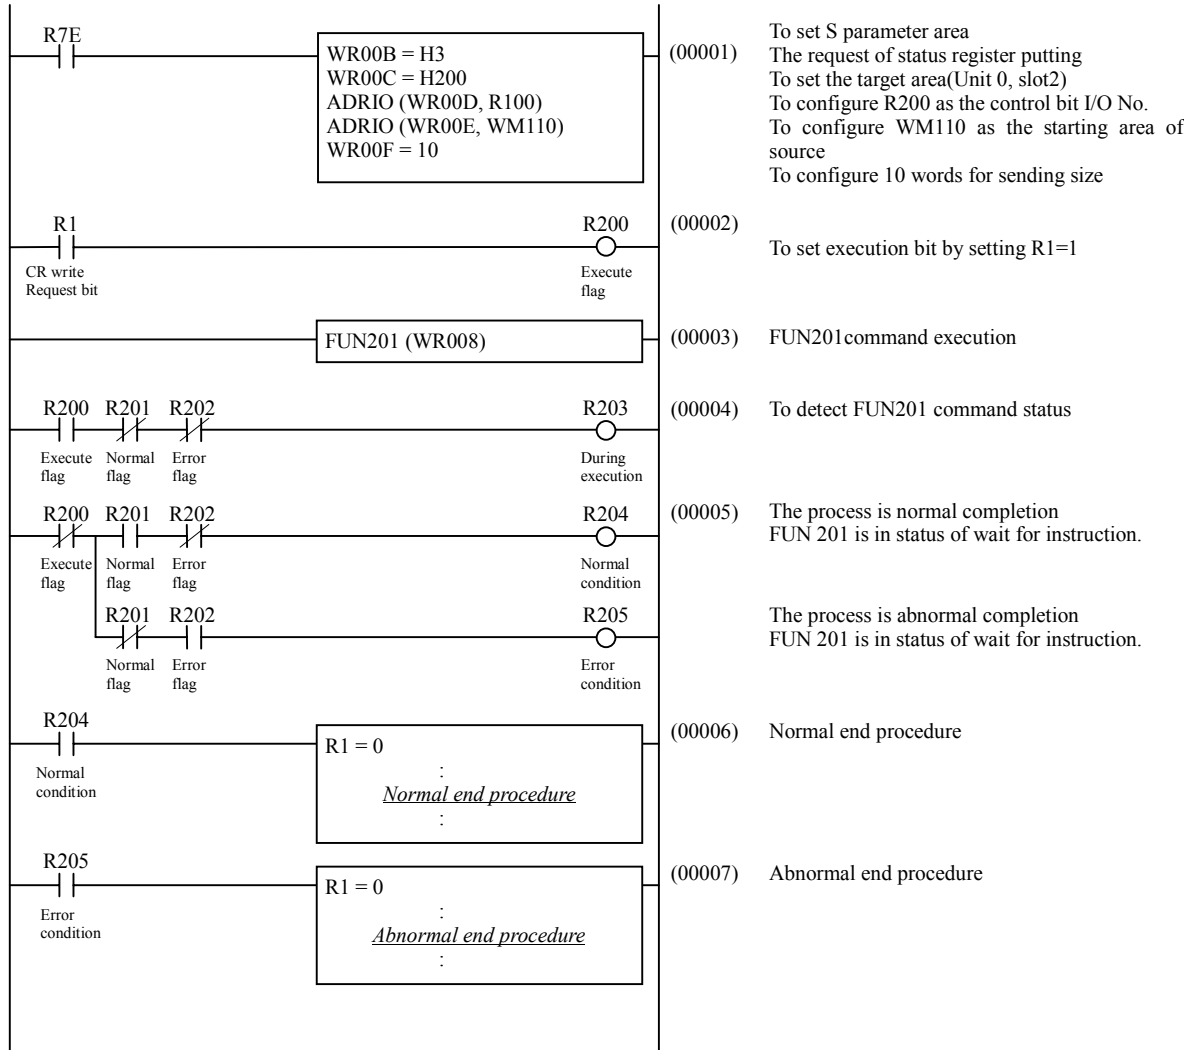 R7E
WR00B = H3
WR00C = H200
ADRIO (WR00D, R100)
ADRIO (WR00E, WM110)
WR00F = 10
(00001)
To set S parameter area
The request of status register putting
To set the target area(Unit 0, slot2)
To configure R200 as the control bit I/O No.
To configure WM110 as the starting area of
source
To configure 10 words for sending size
R1
CR write
Request bit
R200
Execute
flag
(00002)
To set execution bit by setting R1=1
FUN201 (WR008)
(00003)
FUN201command execution
R200 R201 R202
R203
(00004)
To detect FUN201 command status
Execute Normal Error
flag flag flag
During
execution
R200 R201 R202
R204
(00005)
The process is normal completion
FUN 201 is in status of wait for instruction.
Execute Normal Error
flag flag flag
Normal
condition
R201 R202
R205
The process is abnormal completion
FUN 201 is in status of wait for instruction.
Normal Error
flag flag
Error
condition
R204
Normal
condition
R1 = 0
:
Normal end procedure
:
(00006)
Normal end procedure
R205
Error
condition
R1 = 0
:
Abnormal end procedure
:
(00007)
Abnormal end procedure